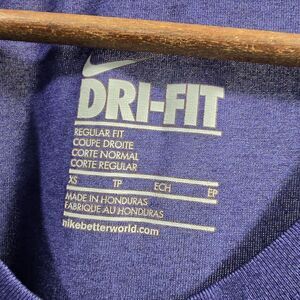 DRI-FIT
REGULAR FIT
COUPE DROITE
CORTE NORMAL
CORTE REGULAR
XS TP ECH EP
MADE IN HONDURAS
FABRIQUE AU HONDURAS
nikebetterworld.com